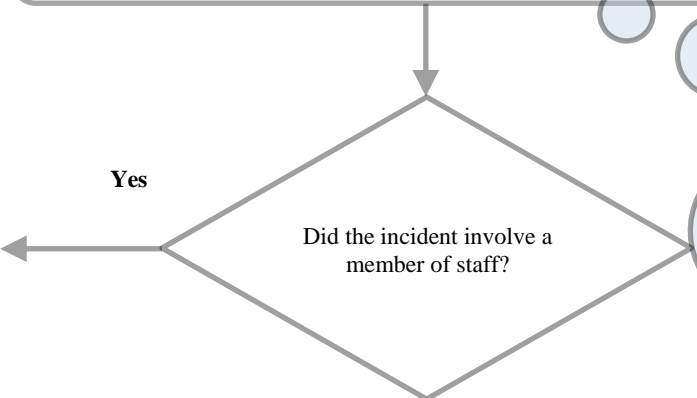 Yes
Did the incident involve a
member of staff?